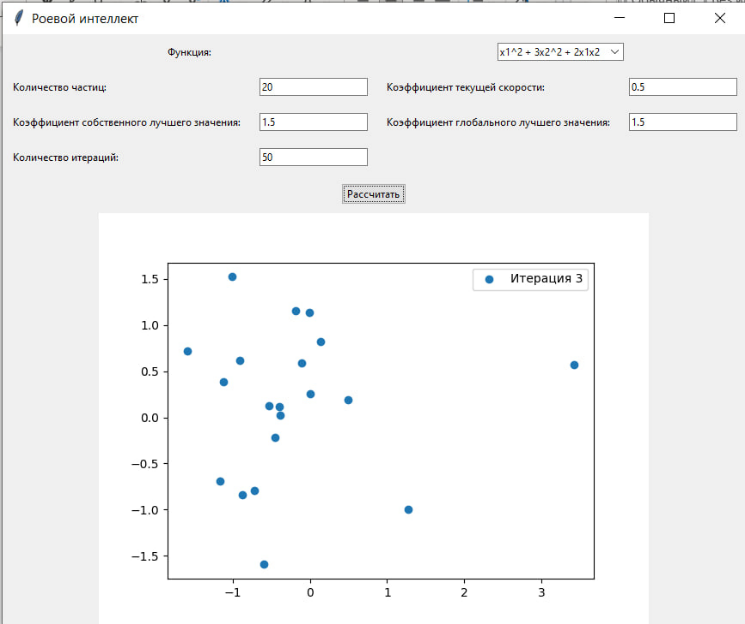 Роевой интеллект
Функция: x1^2 + 3x2^2 + 2x1x2
Количество частиц: 20 Коэффициент текущей скорости: 0.5
Коэффициент собственного лучшего значения: 1.5 Коэффициент глобального лучшего значения: 1.5
Количество итераций: 50
Рассчитать
Итерация 3
1.5
1.0
0.5
0.0
−0.5
−1.0
−1.5
−1 0 1 2 3